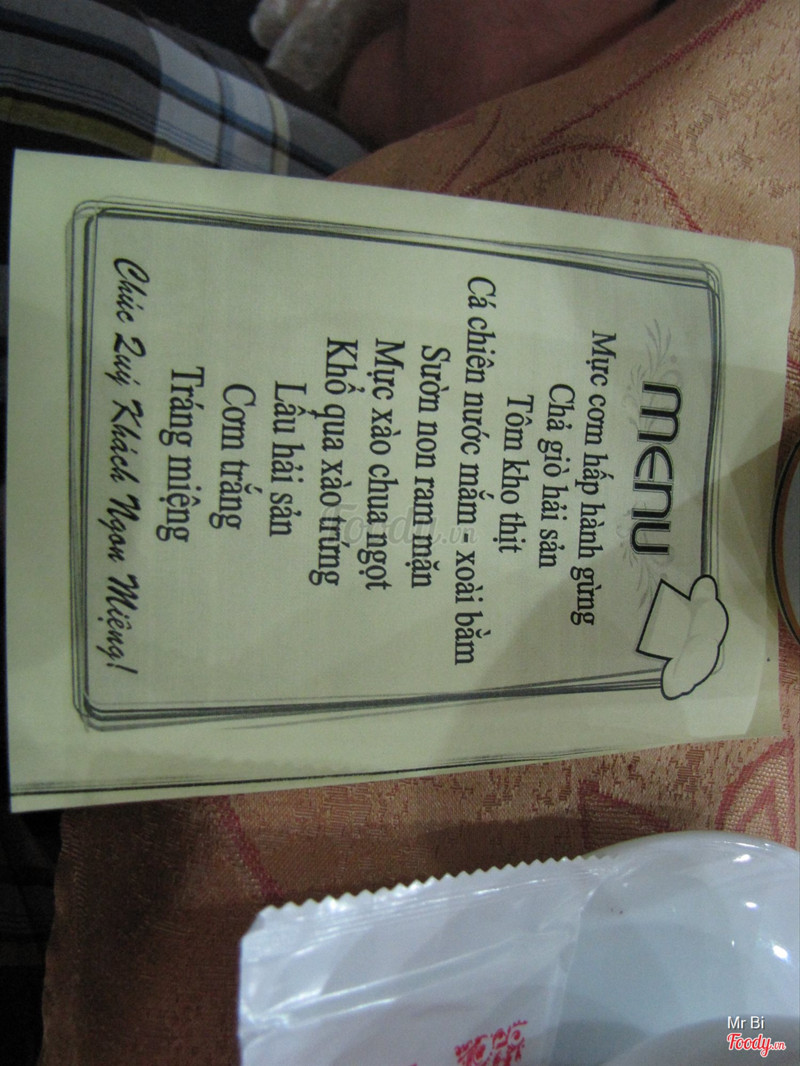 MENU
Mực cơm hấp hành gừng
Chả giò hải sản
Tôm kho thịt
Cá chiên nước mắm - xoài bằm
Sườn non ram mặn
Mực xào chua ngọt
Khổ qua xào trứng
Lẩu hải sản
Cơm trắng
Tráng miệng
Chúc Quý Khách Ngon Miệng!
Foody.vn
Mr Bi
Foody.vn